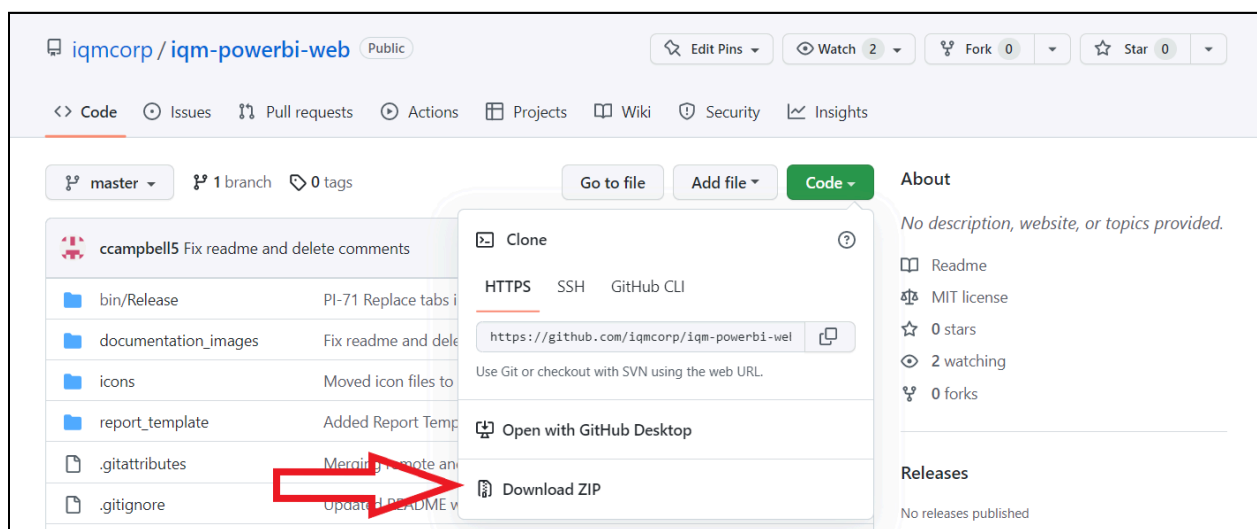 iqmcorp / iqm-powerbi-web Public
Edit Pins Watch 2 Fork 0 Star 0
Code Issues Pull requests Actions Projects Wiki Security Insights
master 1 branch 0 tags Go to file Add file Code
About
No description, website, or topics provided.
Readme
MIT license
0 stars
2 watching
0 forks
Releases
No releases published
ccampbell5 Fix readme and delete comments
bin/Release PI-71 Replace tabs i
documentation_images Fix readme and dele
icons Moved icon files to
report_template Added Report Temp
.gitattributes Merging remote an
.gitignore Updated README w
Clone
HTTPS SSH GitHub CLI
https://github.com/iqmcorp/iqm-powerbi-wel
Use Git or checkout with SVN using the web URL.
Open with GitHub Desktop
Download ZIP